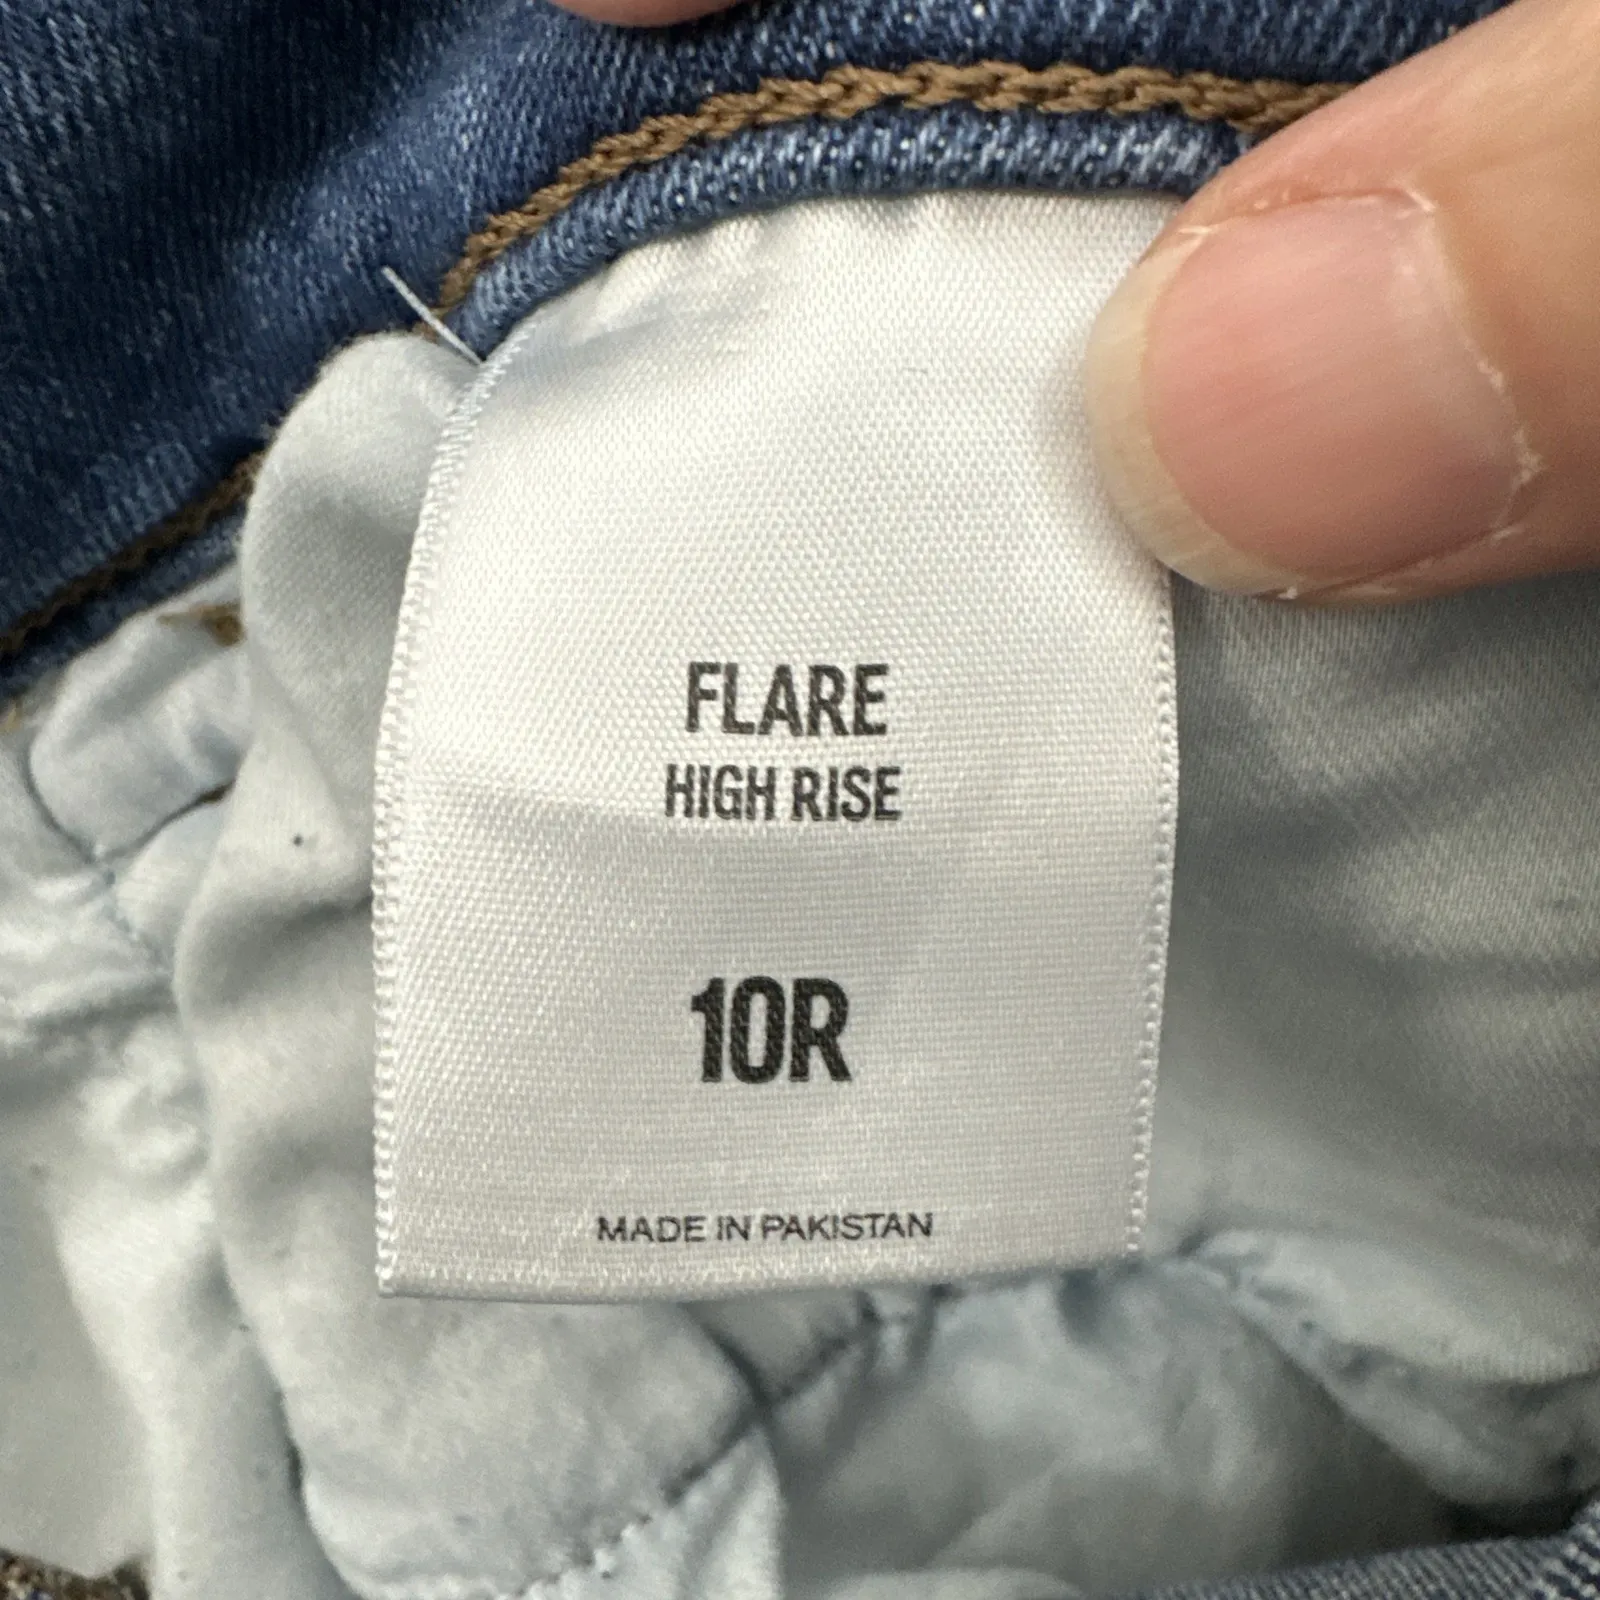 FLARE
HIGH RISE
10R
MADE IN PAKISTAN